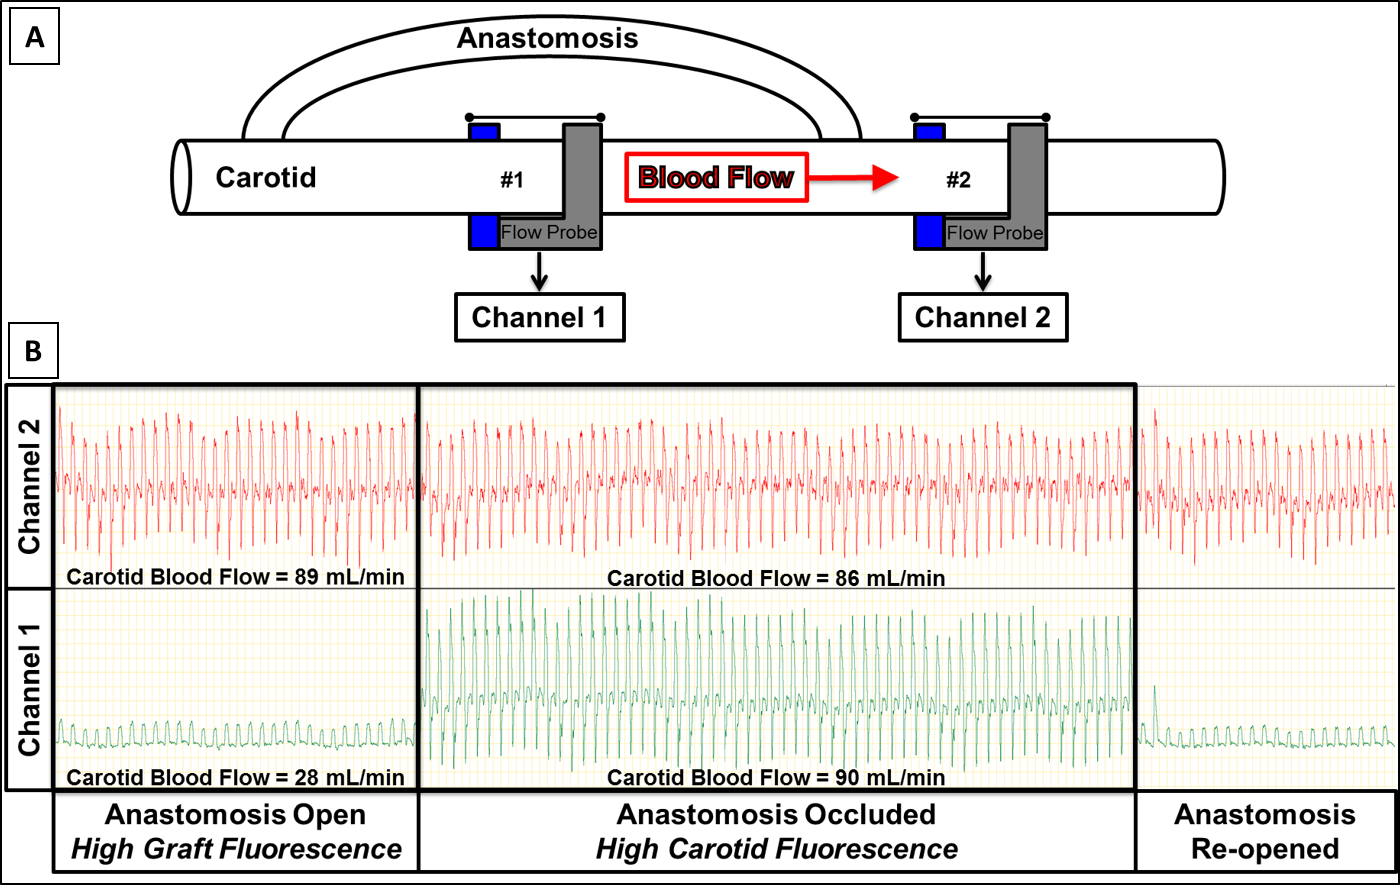 A
Anastomosis
Carotid
#1
Blood Flow
#2
Flow Probe
Flow Probe
Channel 1
Channel 2
B
Channel 2
Carotid Blood Flow = 89 mL/min
Carotid Blood Flow = 86 mL/min
Channel 1
Carotid Blood Flow = 28 mL/min
Carotid Blood Flow = 90 mL/min
Anastomosis Open
High Graft Fluorescence
Anastomosis Occluded
High Carotid Fluorescence
Anastomosis
Re-opened